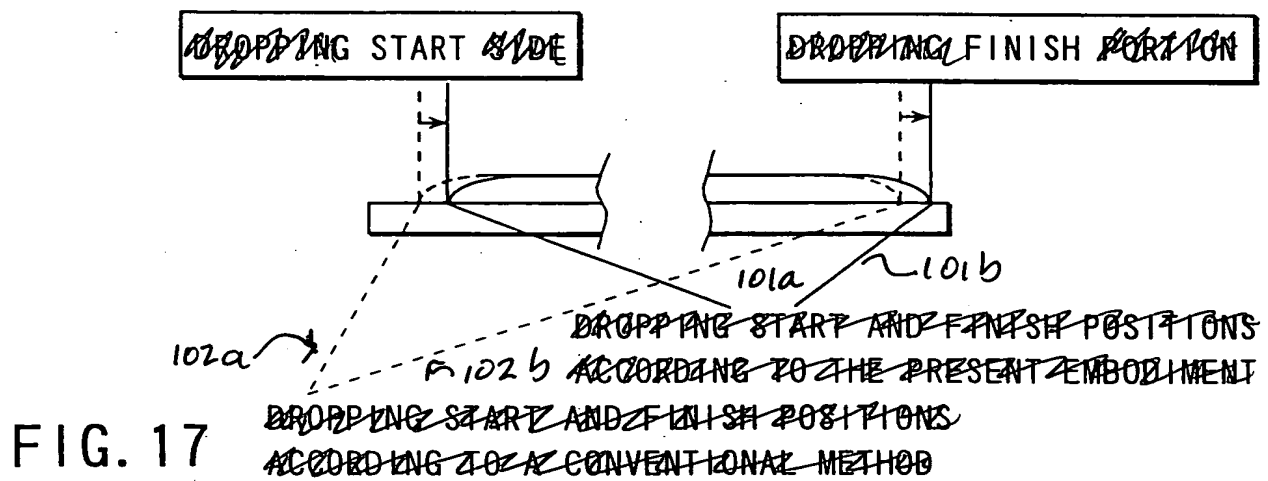 DROPPING START SIDE
DROPPING FINISH PORTION
101a
101b
DROPPING START AND FINISH POSITIONS
ACCORDING TO THE PRESENT EMBODIMENT
102a
102b
DROPPING START AND FINISH POSITIONS
ACCORDING TO A CONVENTIONAL METHOD
FIG. 17